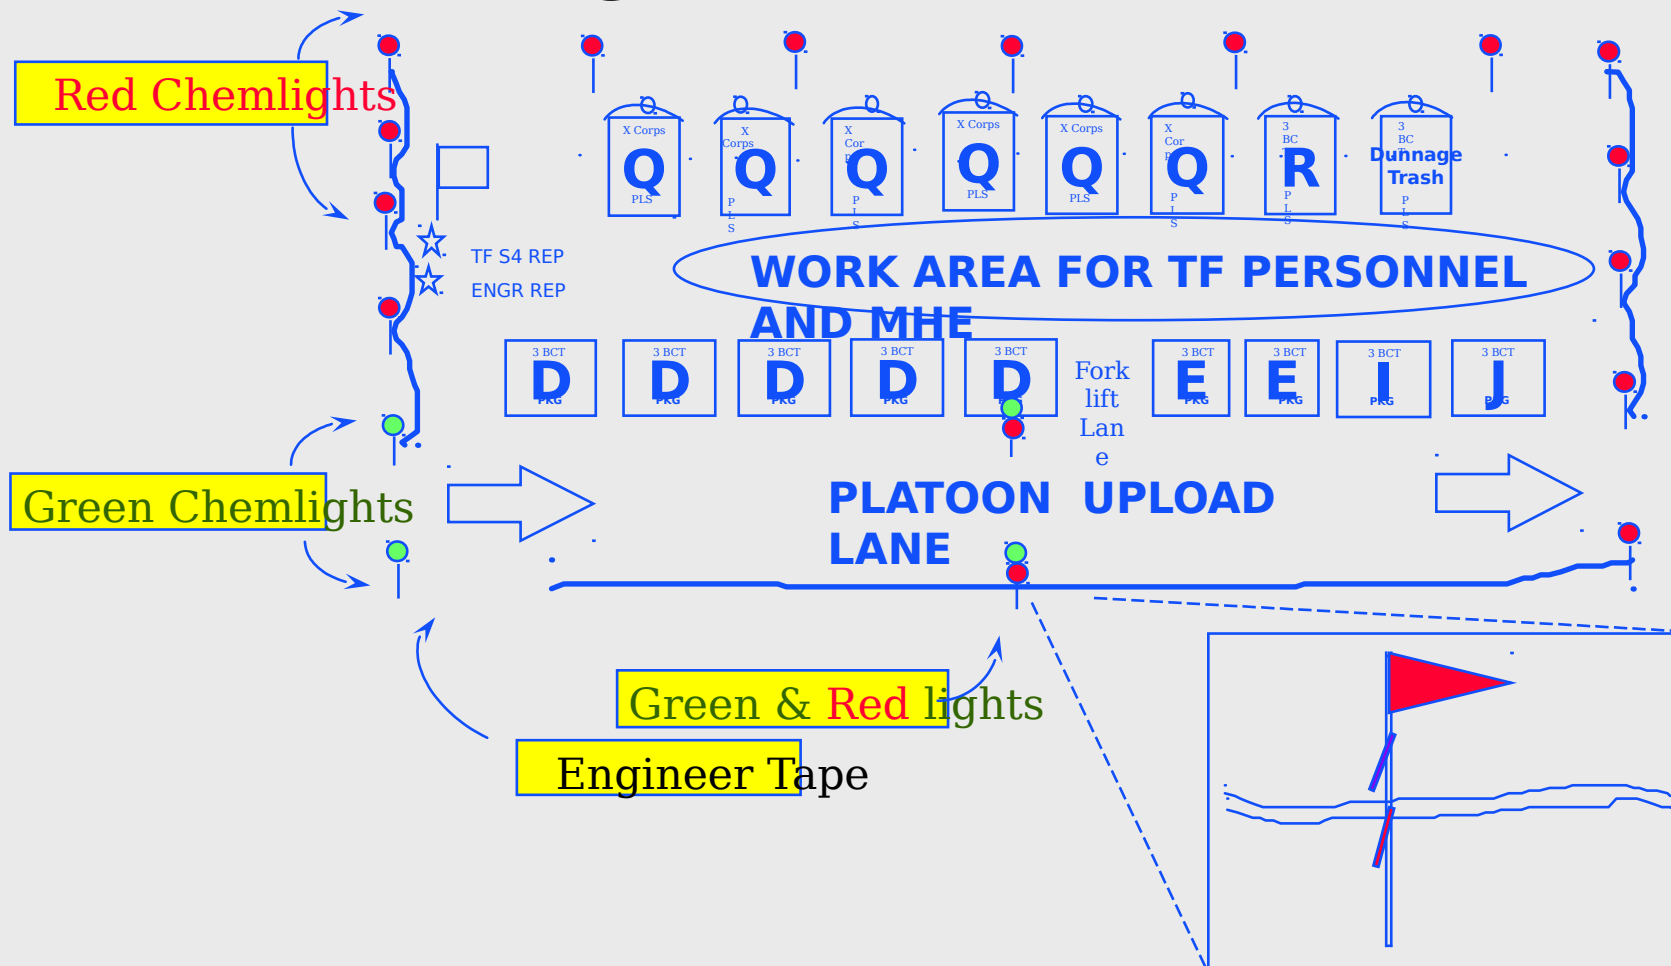 Red Chemlights
X Corps
Q
PLS
X
Corps
Q
P
L
S
X
Cor
p
Q
P
L
S
X Corps
Q
PLS
X Corps
Q
PLS
X
Cor
p
Q
P
L
S
3
BC
R
P
L
S
3
BC
T
Dunnage
Trash
P
L
S
TF S4 REP
ENGR REP
WORK AREA FOR TF PERSONNEL
AND MHE
3 BCT
D
PKG
3 BCT
D
PKG
3 BCT
D
PKG
3 BCT
D
PKG
3 BCT
D
Fork
lift
Lan
e
3 BCT
E
PKG
3 BCT
E
PKG
3 BCT
I
PKG
3 BCT
J
PKG
Green Chemlights
PLATOON UPLOAD
LANE
Green & Red lights
Engineer Tape